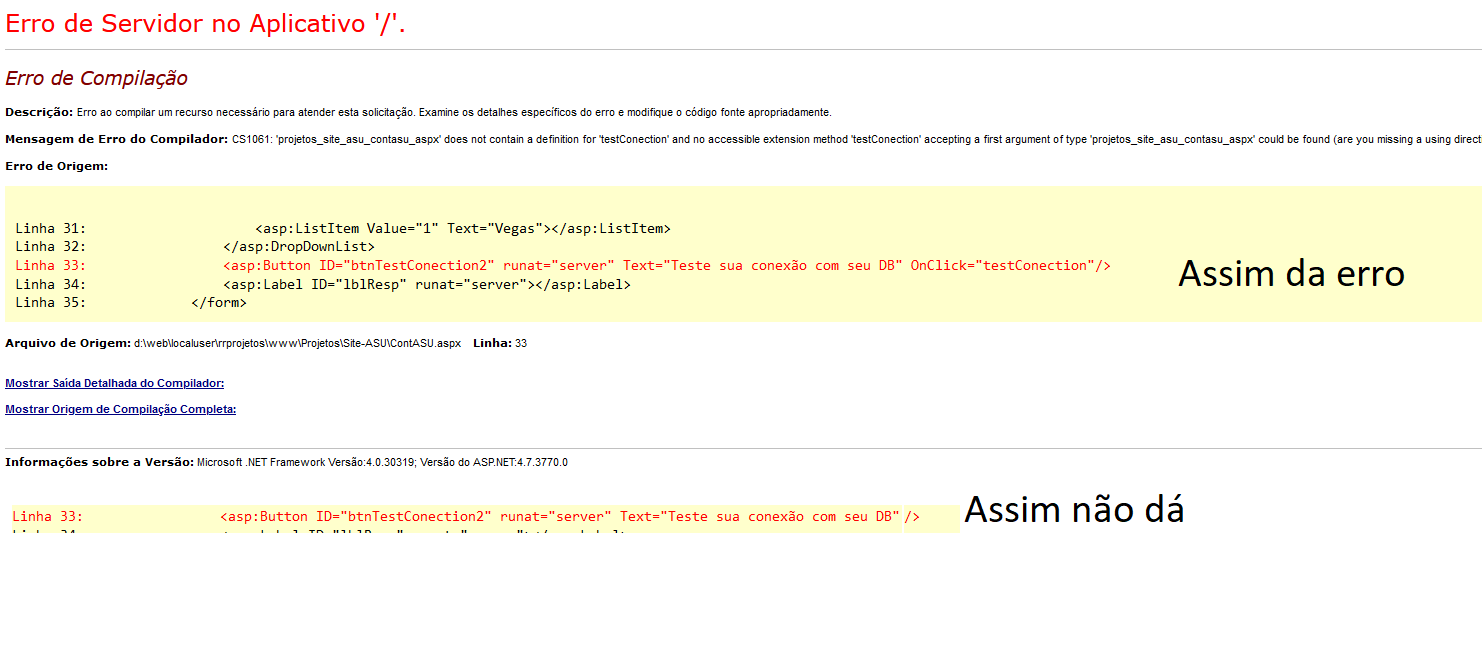 Erro de Servidor no Aplicativo '/'.
Erro de Compilação
Descrição: Erro ao compilar um recurso necessário para atender esta solicitação. Examine os detalhes específicos do erro e modifique o código fonte apropriadamente.
Mensagem de Erro do Compilador: CS1061: 'projetos_site_asu_contasu_aspx' does not contain a definition for 'testConection' and no accessible extension method 'testConection' accepting a first argument of type 'projetos_site_asu_contasu_aspx' could be found (are you missing a using direct
Erro de Origem:
Linha 31: <asp:ListItem Value="1" Text="Vegas"></asp:ListItem>
Linha 32: </asp:DropDownList>
Linha 33: <asp:Button ID="btnTestConection2" runat="server" Text="Teste sua conexão com seu DB" OnClick="testConection"/>
Assim da erro
Linha 34: <asp:Label ID="lblResp" runat="server"></asp:Label>
Linha 35: </form>
Arquivo de Origem: d:\web\localuser\rrprojetos\www\Projetos\Site-ASU\ContASU.aspx Linha: 33
Mostrar Saída Detalhada do Compilador:
Mostrar Origem de Compilação Completa:
Informações sobre a Versão: Microsoft .NET Framework Versão:4.0.30319; Versão do ASP.NET:4.7.3770.0
Linha 33: <asp:Button ID="btnTestConection2" runat="server" Text="Teste sua conexão com seu DB" />
Assim não dá